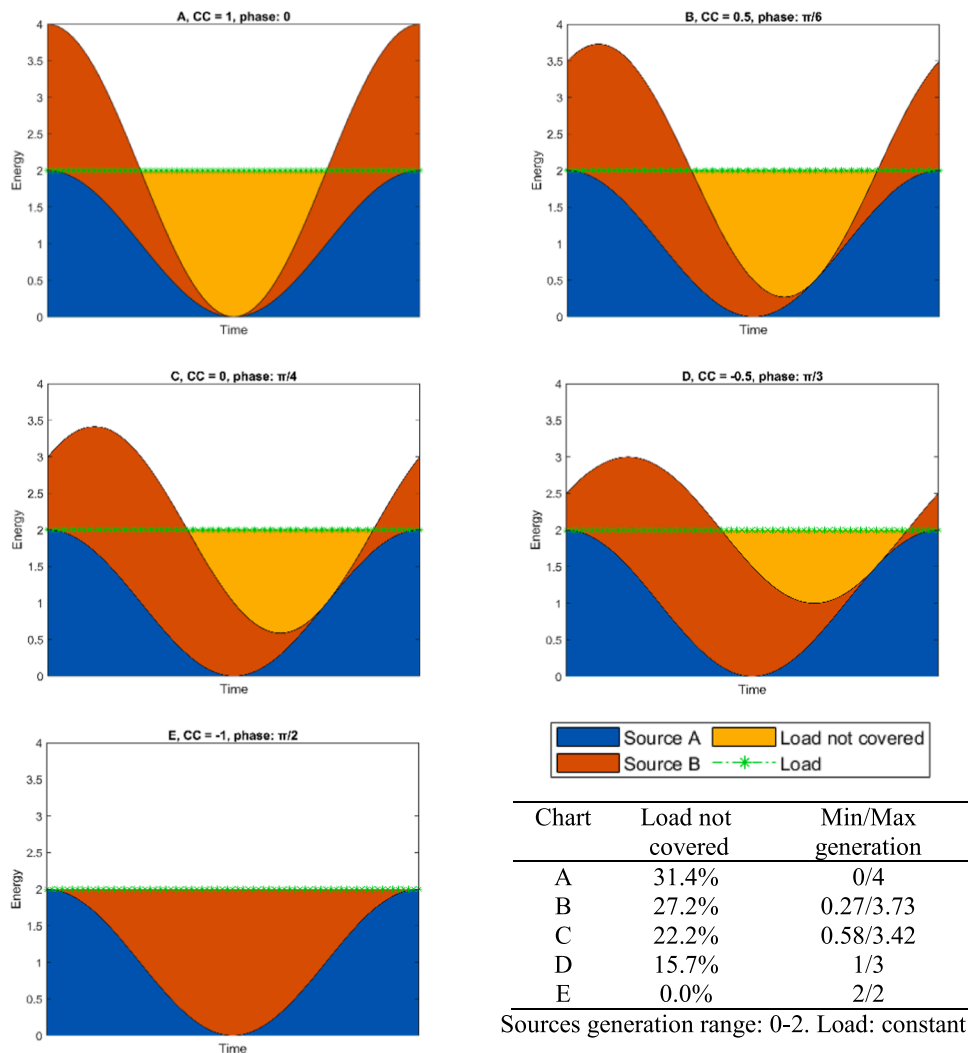 A, CC = 1, phase: 0
4
3.5
3
2.5
2
1.5
1
0.5
0
Energy
Time
B, CC = 0.5, phase: π/6
4
3.5
3
2.5
2
1.5
1
0.5
0
Energy
Time
C, CC = 0, phase: π/4
4
3.5
3
2.5
2
1.5
1
0.5
0
Energy
Time
D, CC = -0.5, phase: π/3
4
3.5
3
2.5
2
1.5
1
0.5
0
Energy
Time
E, CC = -1, phase: π/2
4
3.5
3
2.5
2
1.5
1
0.5
0
Energy
Time
Source A Load not covered
Source B Load
Chart Load not Min/Max
covered generation
A 31.4% 0/4
B 27.2% 0.27/3.73
C 22.2% 0.58/3.42
D 15.7% 1/3
E 0.0% 2/2
Sources generation range: 0-2. Load: constant